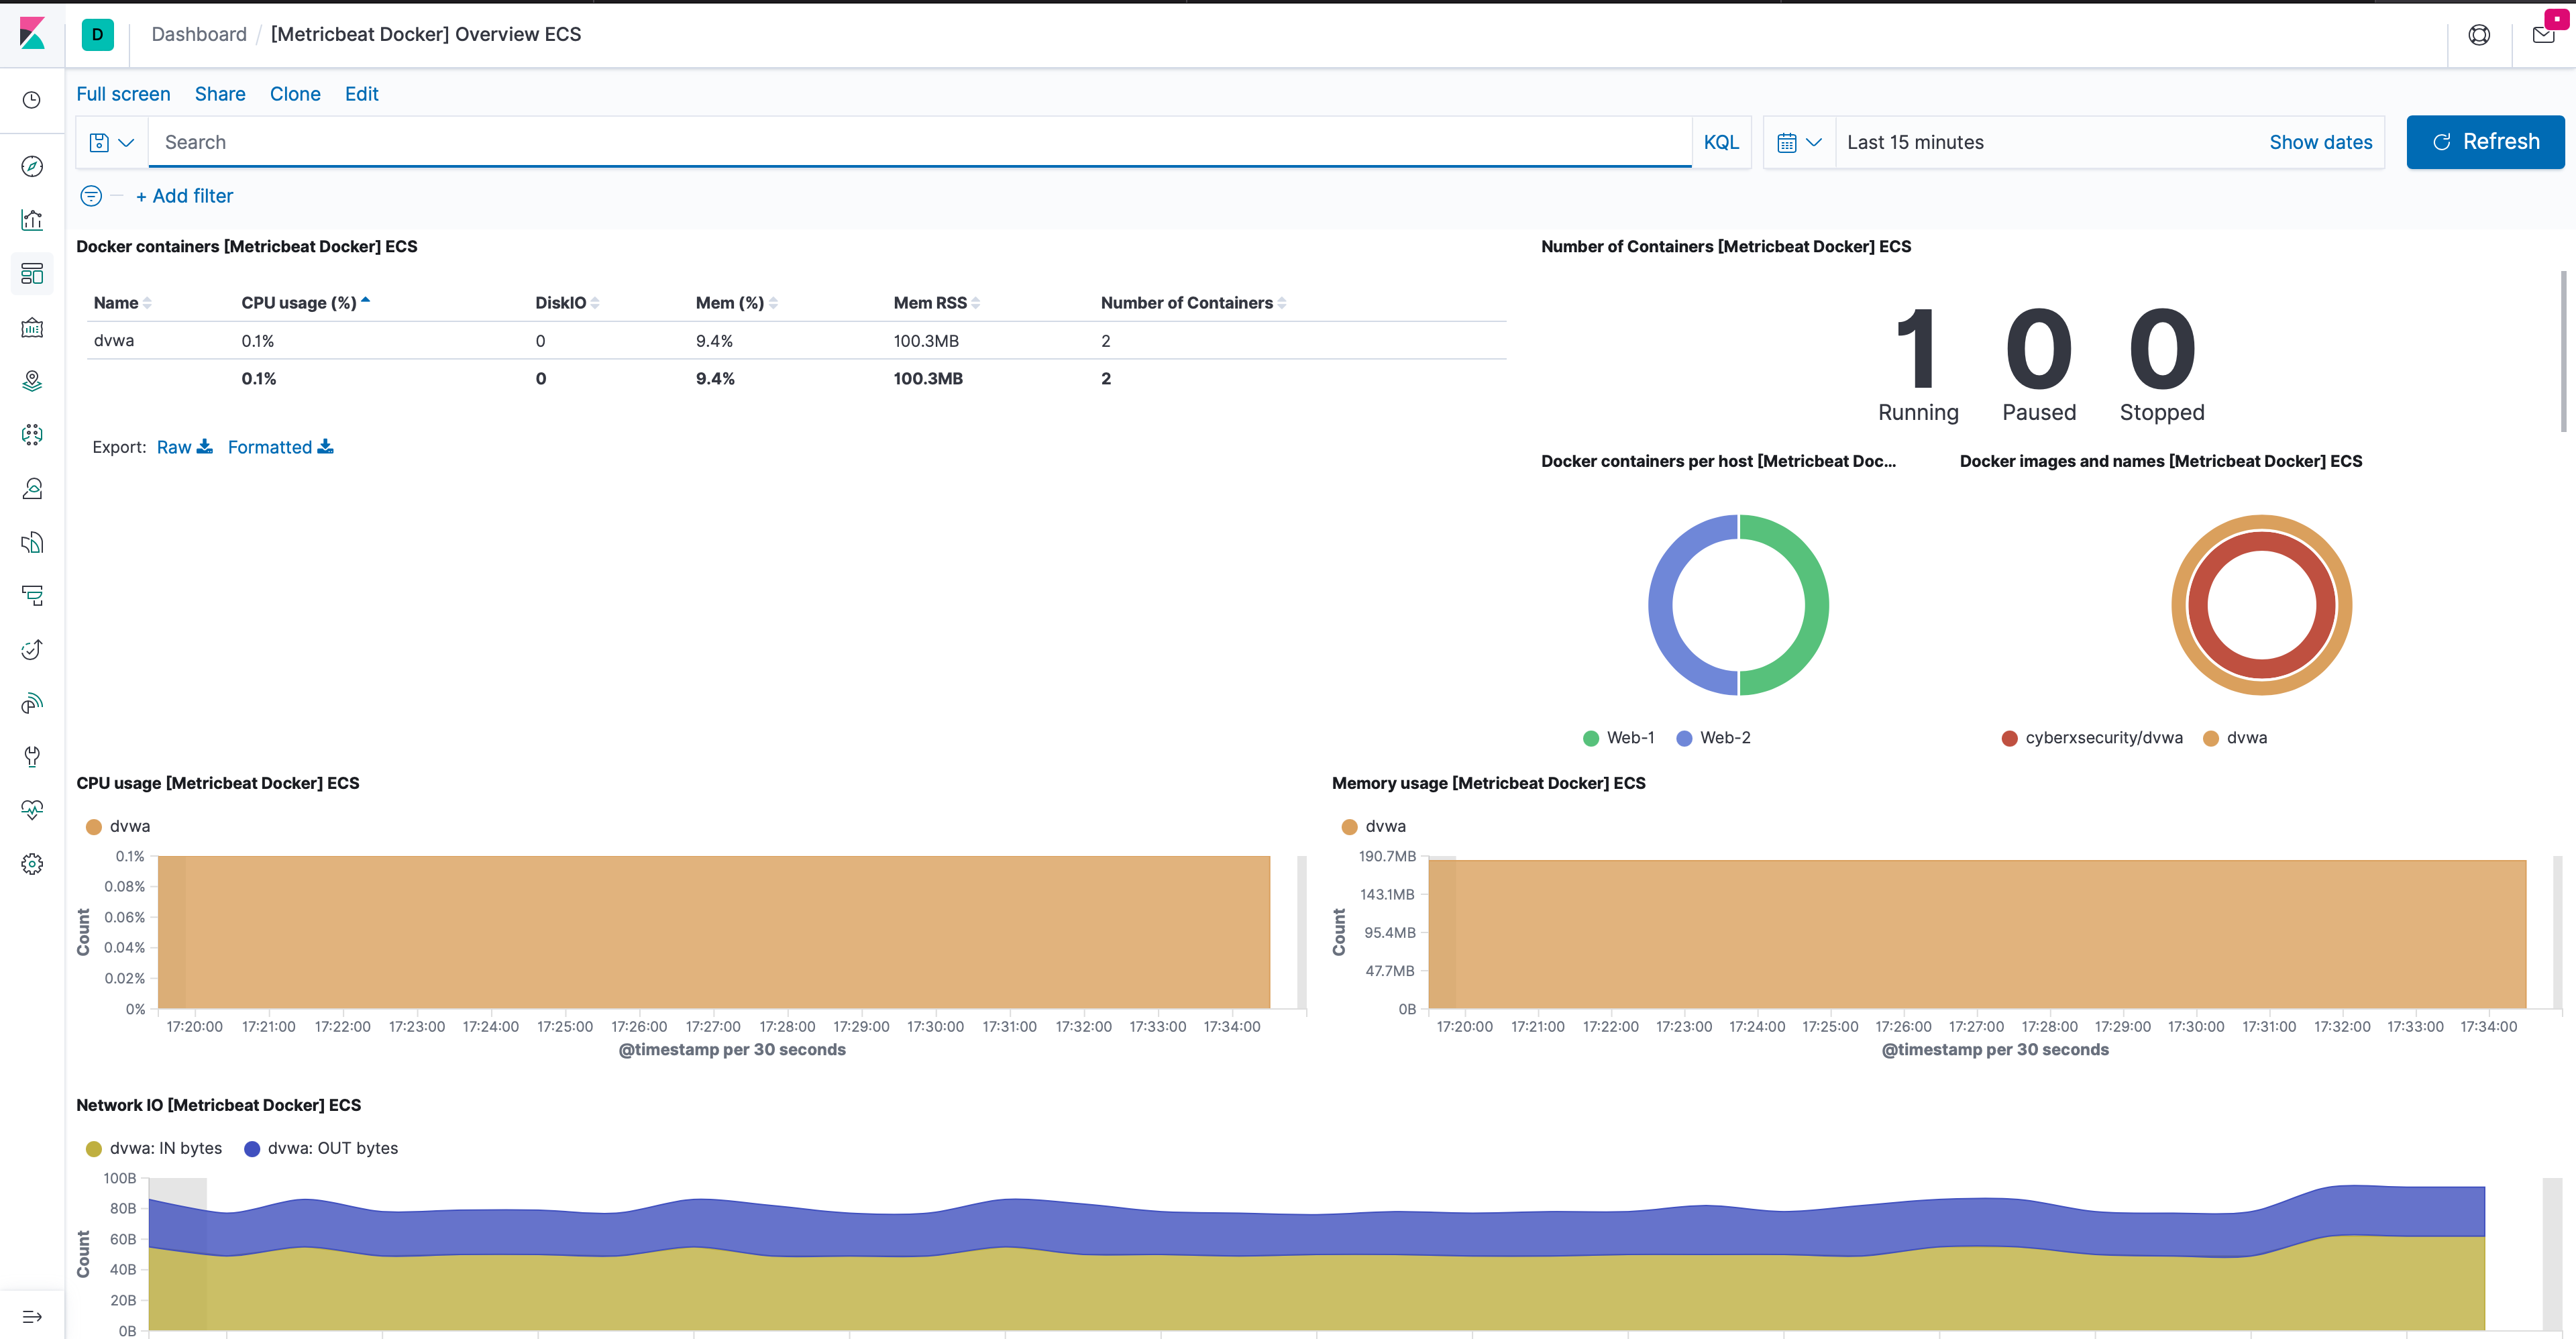 D Dashboard / [Metricbeat Docker] Overview ECS
Full screen Share Clone Edit
Search KQL Last 15 minutes Show dates Refresh
+ Add filter
Docker containers [Metricbeat Docker] ECS
Name CPU usage (%) DiskIO Mem (%) Mem RSS Number of Containers
dvwa 0.1% 0 9.4% 100.3MB 2
0.1% 0 9.4% 100.3MB 2
Export: Raw Formatted
Number of Containers [Metricbeat Docker] ECS
1 0 0
Running Paused Stopped
Docker containers per host [Metricbeat Doc...
Web-1 Web-2
Docker images and names [Metricbeat Docker] ECS
cyberxsecurity/dvwa dvwa
CPU usage [Metricbeat Docker] ECS
dvwa
0.1%
0.08%
0.06%
0.04%
0.02%
0%
Count
17:20:00 17:21:00 17:22:00 17:23:00 17:24:00 17:25:00 17:26:00 17:27:00 17:28:00 17:29:00 17:30:00 17:31:00 17:32:00 17:33:00 17:34:00
@timestamp per 30 seconds
Memory usage [Metricbeat Docker] ECS
dvwa
190.7MB
143.1MB
95.4MB
47.7MB
0B
Count
17:20:00 17:21:00 17:22:00 17:23:00 17:24:00 17:25:00 17:26:00 17:27:00 17:28:00 17:29:00 17:30:00 17:31:00 17:32:00 17:33:00 17:34:00
@timestamp per 30 seconds
Network IO [Metricbeat Docker] ECS
dvwa: IN bytes dvwa: OUT bytes
100B
80B
60B
40B
20B
0B
Count